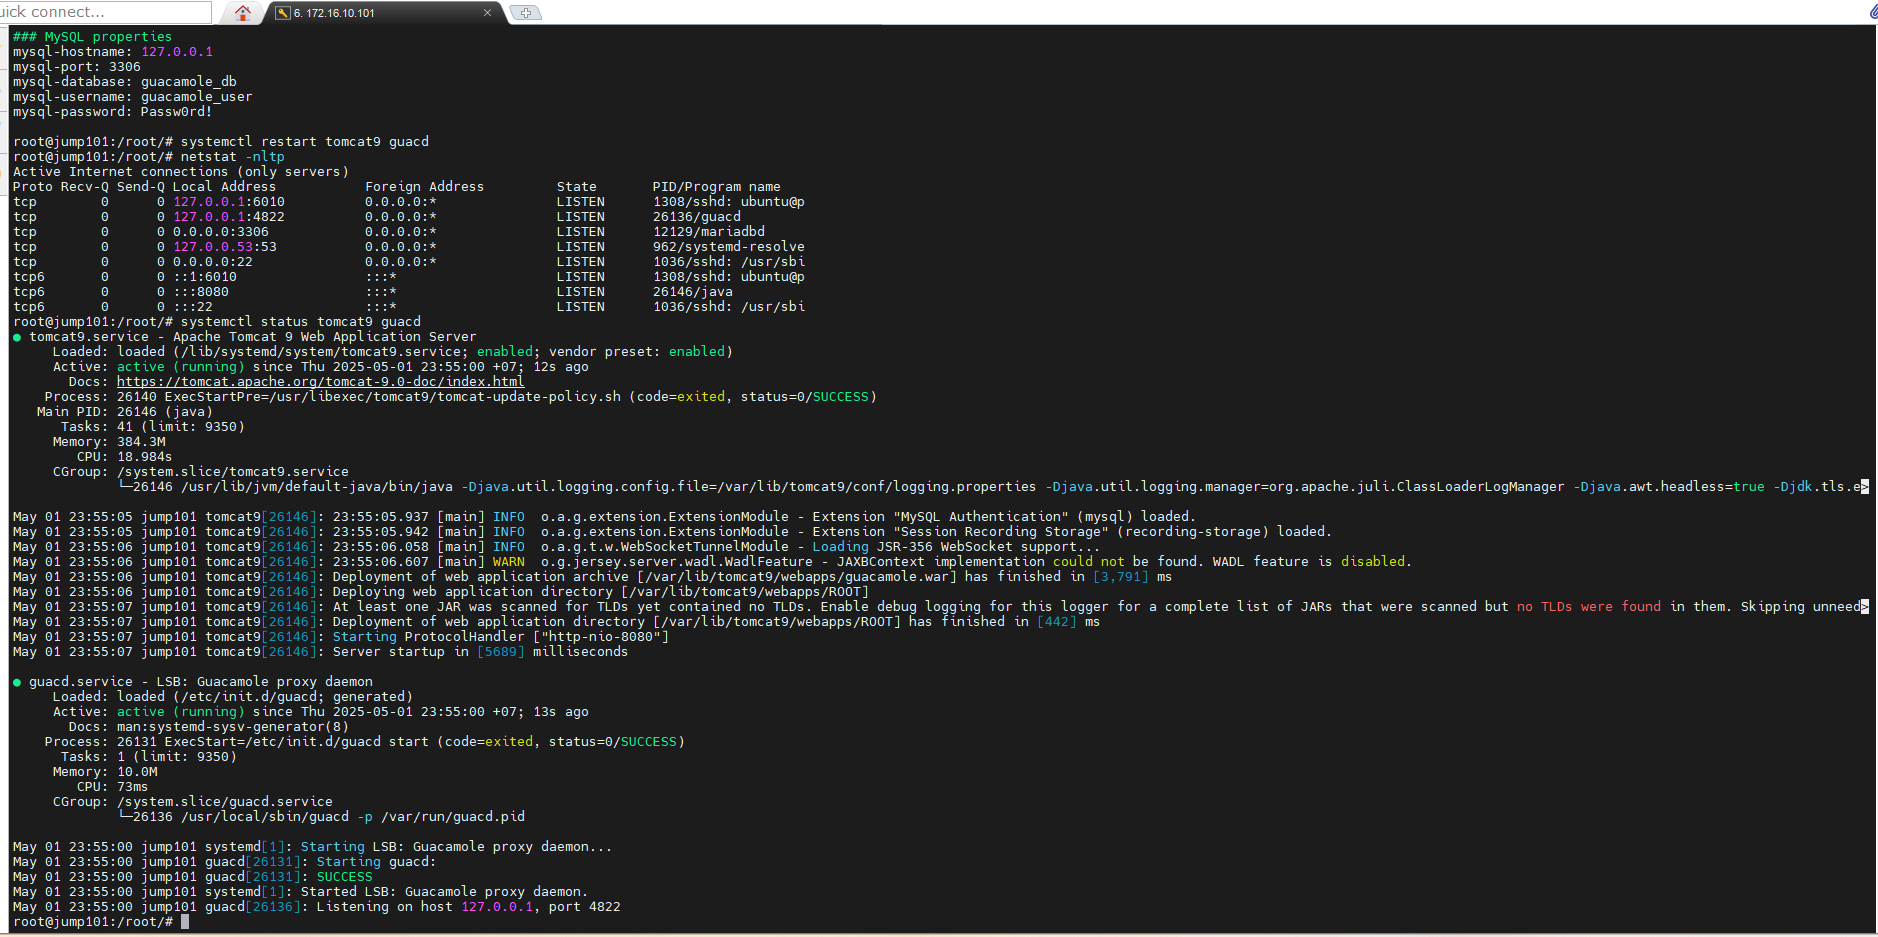 uick connect...
6. 172.16.10.101
### MySQL properties
mysql-hostname: 127.0.0.1
mysql-port: 3306
mysql-database: guacamole_db
mysql-username: guacamole_user
mysql-password: Passw0rd!
root@jump101:/root/# systemctl restart tomcat9 guacd
root@jump101:/root/# netstat -nltp
Active Internet connections (only servers)
Proto Recv-Q Send-Q Local Address           Foreign Address         State       PID/Program name
tcp        0      0 127.0.0.1:6010          0.0.0.0:*               LISTEN      1308/sshd: ubuntu@p
tcp        0      0 127.0.0.1:4822          0.0.0.0:*               LISTEN      26136/guacd
tcp        0      0 0.0.0.0:3306            0.0.0.0:*               LISTEN      12129/mariadbd
tcp        0      0 127.0.0.53:53           0.0.0.0:*               LISTEN      962/systemd-resolve
tcp        0      0 0.0.0.0:22              0.0.0.0:*               LISTEN      1036/sshd: /usr/sbi
tcp6       0      0 ::1:6010                :::*                    LISTEN      1308/sshd: ubuntu@p
tcp6       0      0 :::8080                 :::*                    LISTEN      26146/java
tcp6       0      0 :::22                   :::*                    LISTEN      1036/sshd: /usr/sbi
root@jump101:/root/# systemctl status tomcat9 guacd
● tomcat9.service - Apache Tomcat 9 Web Application Server
     Loaded: loaded (/lib/systemd/system/tomcat9.service; enabled; vendor preset: enabled)
     Active: active (running) since Thu 2025-05-01 23:55:00 +07; 12s ago
       Docs: https://tomcat.apache.org/tomcat-9.0-doc/index.html
    Process: 26140 ExecStartPre=/usr/libexec/tomcat9/tomcat-update-policy.sh (code=exited, status=0/SUCCESS)
   Main PID: 26146 (java)
      Tasks: 41 (limit: 9350)
     Memory: 384.3M
        CPU: 18.984s
     CGroup: /system.slice/tomcat9.service
             └─26146 /usr/lib/jvm/default-java/bin/java -Djava.util.logging.config.file=/var/lib/tomcat9/conf/logging.properties -Djava.util.logging.manager=org.apache.juli.ClassLoaderLogManager -Djava.awt.headless=true -Djdk.tls.e>
May 01 23:55:05 jump101 tomcat9[26146]: 23:55:05.937 [main] INFO  o.a.g.extension.ExtensionModule - Extension "MySQL Authentication" (mysql) loaded.
May 01 23:55:05 jump101 tomcat9[26146]: 23:55:05.942 [main] INFO  o.a.g.extension.ExtensionModule - Extension "Session Recording Storage" (recording-storage) loaded.
May 01 23:55:06 jump101 tomcat9[26146]: 23:55:06.058 [main] INFO  o.a.g.t.w.WebSocketTunnelModule - Loading JSR-356 WebSocket support...
May 01 23:55:06 jump101 tomcat9[26146]: 23:55:06.607 [main] WARN  o.g.jersey.server.wadl.WadlFeature - JAXBContext implementation could not be found. WADL feature is disabled.
May 01 23:55:06 jump101 tomcat9[26146]: Deployment of web application archive [/var/lib/tomcat9/webapps/guacamole.war] has finished in [3,791] ms
May 01 23:55:06 jump101 tomcat9[26146]: Deploying web application directory [/var/lib/tomcat9/webapps/ROOT]
May 01 23:55:07 jump101 tomcat9[26146]: At least one JAR was scanned for TLDs yet contained no TLDs. Enable debug logging for this logger for a complete list of JARs that were scanned but no TLDs were found in them. Skipping unneed>
May 01 23:55:07 jump101 tomcat9[26146]: Deployment of web application directory [/var/lib/tomcat9/webapps/ROOT] has finished in [442] ms
May 01 23:55:07 jump101 tomcat9[26146]: Starting ProtocolHandler ["http-nio-8080"]
May 01 23:55:07 jump101 tomcat9[26146]: Server startup in [5689] milliseconds
● guacd.service - LSB: Guacamole proxy daemon
     Loaded: loaded (/etc/init.d/guacd; generated)
     Active: active (running) since Thu 2025-05-01 23:55:00 +07; 13s ago
       Docs: man:systemd-sysv-generator(8)
    Process: 26131 ExecStart=/etc/init.d/guacd start (code=exited, status=0/SUCCESS)
      Tasks: 1 (limit: 9350)
     Memory: 10.0M
        CPU: 73ms
     CGroup: /system.slice/guacd.service
             └─26136 /usr/local/sbin/guacd -p /var/run/guacd.pid
May 01 23:55:00 jump101 systemd[1]: Starting LSB: Guacamole proxy daemon...
May 01 23:55:00 jump101 guacd[26131]: Starting guacd:
May 01 23:55:00 jump101 guacd[26131]: SUCCESS
May 01 23:55:00 jump101 systemd[1]: Started LSB: Guacamole proxy daemon.
May 01 23:55:00 jump101 guacd[26136]: Listening on host 127.0.0.1, port 4822
root@jump101:/root/#